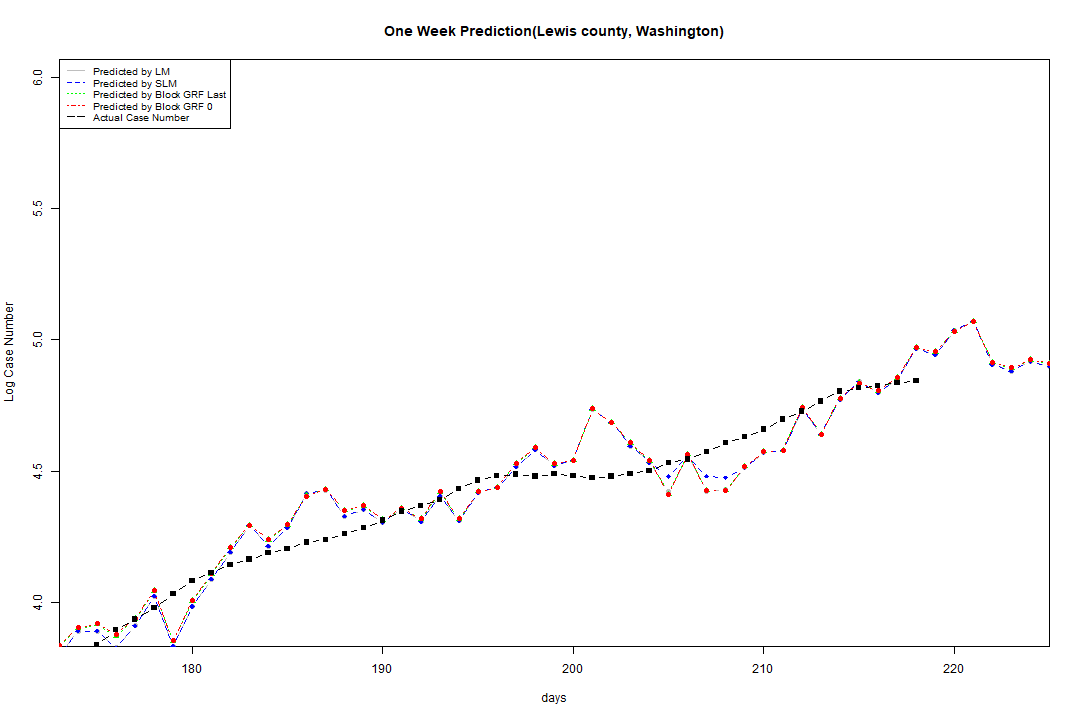 One Week Prediction(Lewis county, Washington)
Predicted by LM
Predicted by SLM
Predicted by Block GRF Last
Predicted by Block GRF 0
Actual Case Number
6.0
5.5
5.0
4.5
4.0
Log Case Number
180 190 200 210 220
days